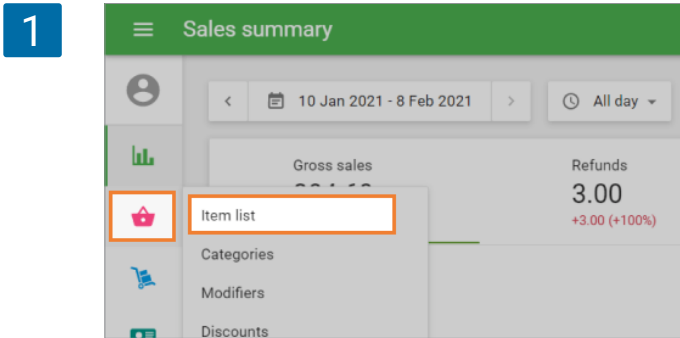 1
Sales summary
10 Jan 2021 - 8 Feb 2021
All day
Gross sales
Refunds
3.00
+3.00 (+100%)
Item list
Categories
Modifiers
Discounts